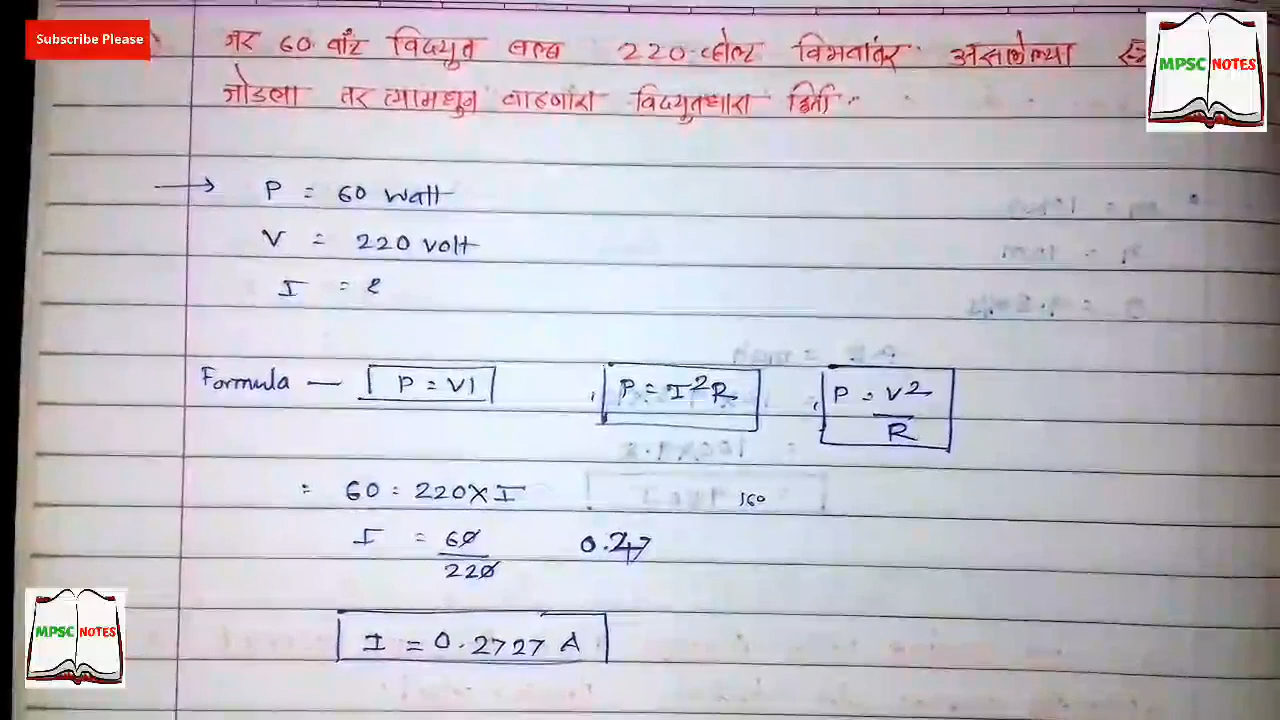 Subscribe Please
जर 60 वॅाट विद्युत बल्ब 220 व्होल्ट विभवांतर असलेल्या
MPSC NOTES
जोडला तर त्यामधुन वाहणारा विद्युतधारा किती
→ P = 60 watt
V = 220 volt
I = ?
Formula — P = VI , P = I²R , P = V²/R
= 60 = 220 X I
160
I = 60/220 0.27
I = 0.2727 A
MPSC NOTES